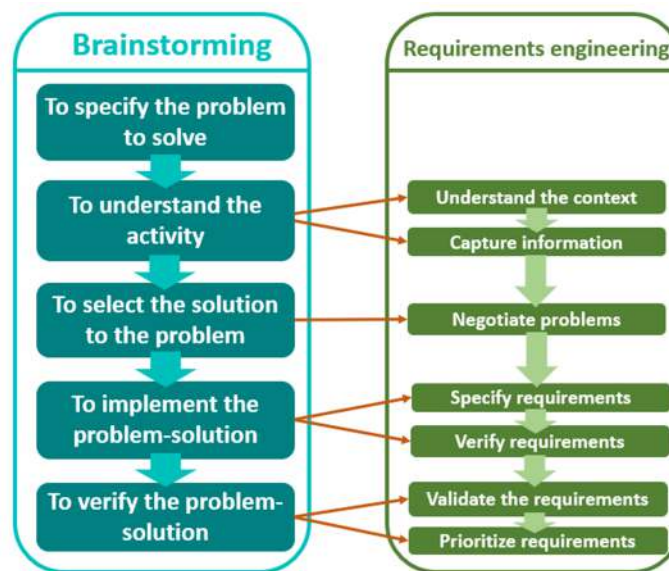 Brainstorming
To specify the problem
to solve
To understand the
activity
To select the solution
to the problem
To implement the
problem-solution
To verify the problem-
solution
Requirements engineering
Understand the context
Capture information
Negotiate problems
Specify requirements
Verify requirements
Validate the requirements
Prioritize requirements